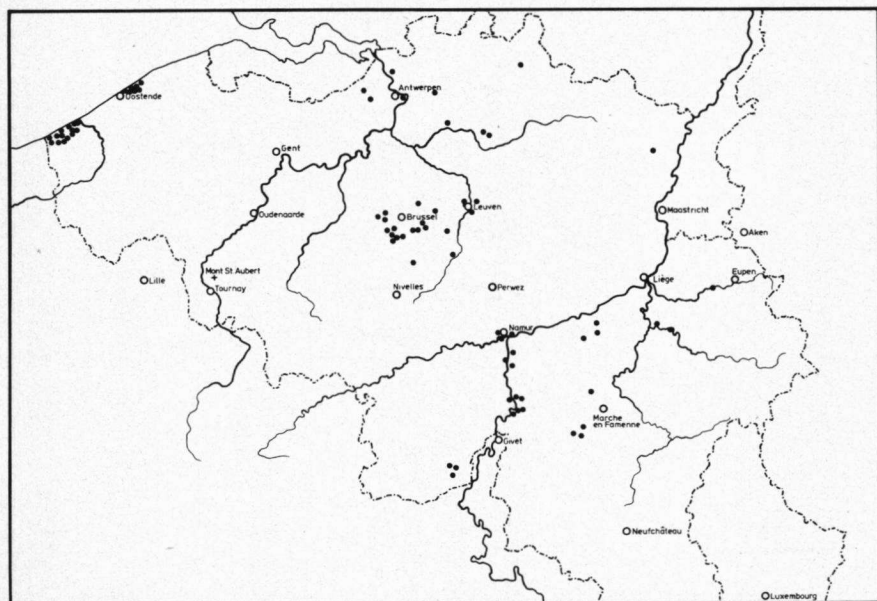 Oostende
Antwerpen
Gent
Leuven
Oudenaarde
Brussel
Maastricht
Aken
Mont St. Aubert
Lille
Tournay
Nivelles
Perwez
Liège
Eupen
Namur
Marche
en Famenne
Givet
Neufchâteau
Luxembourg